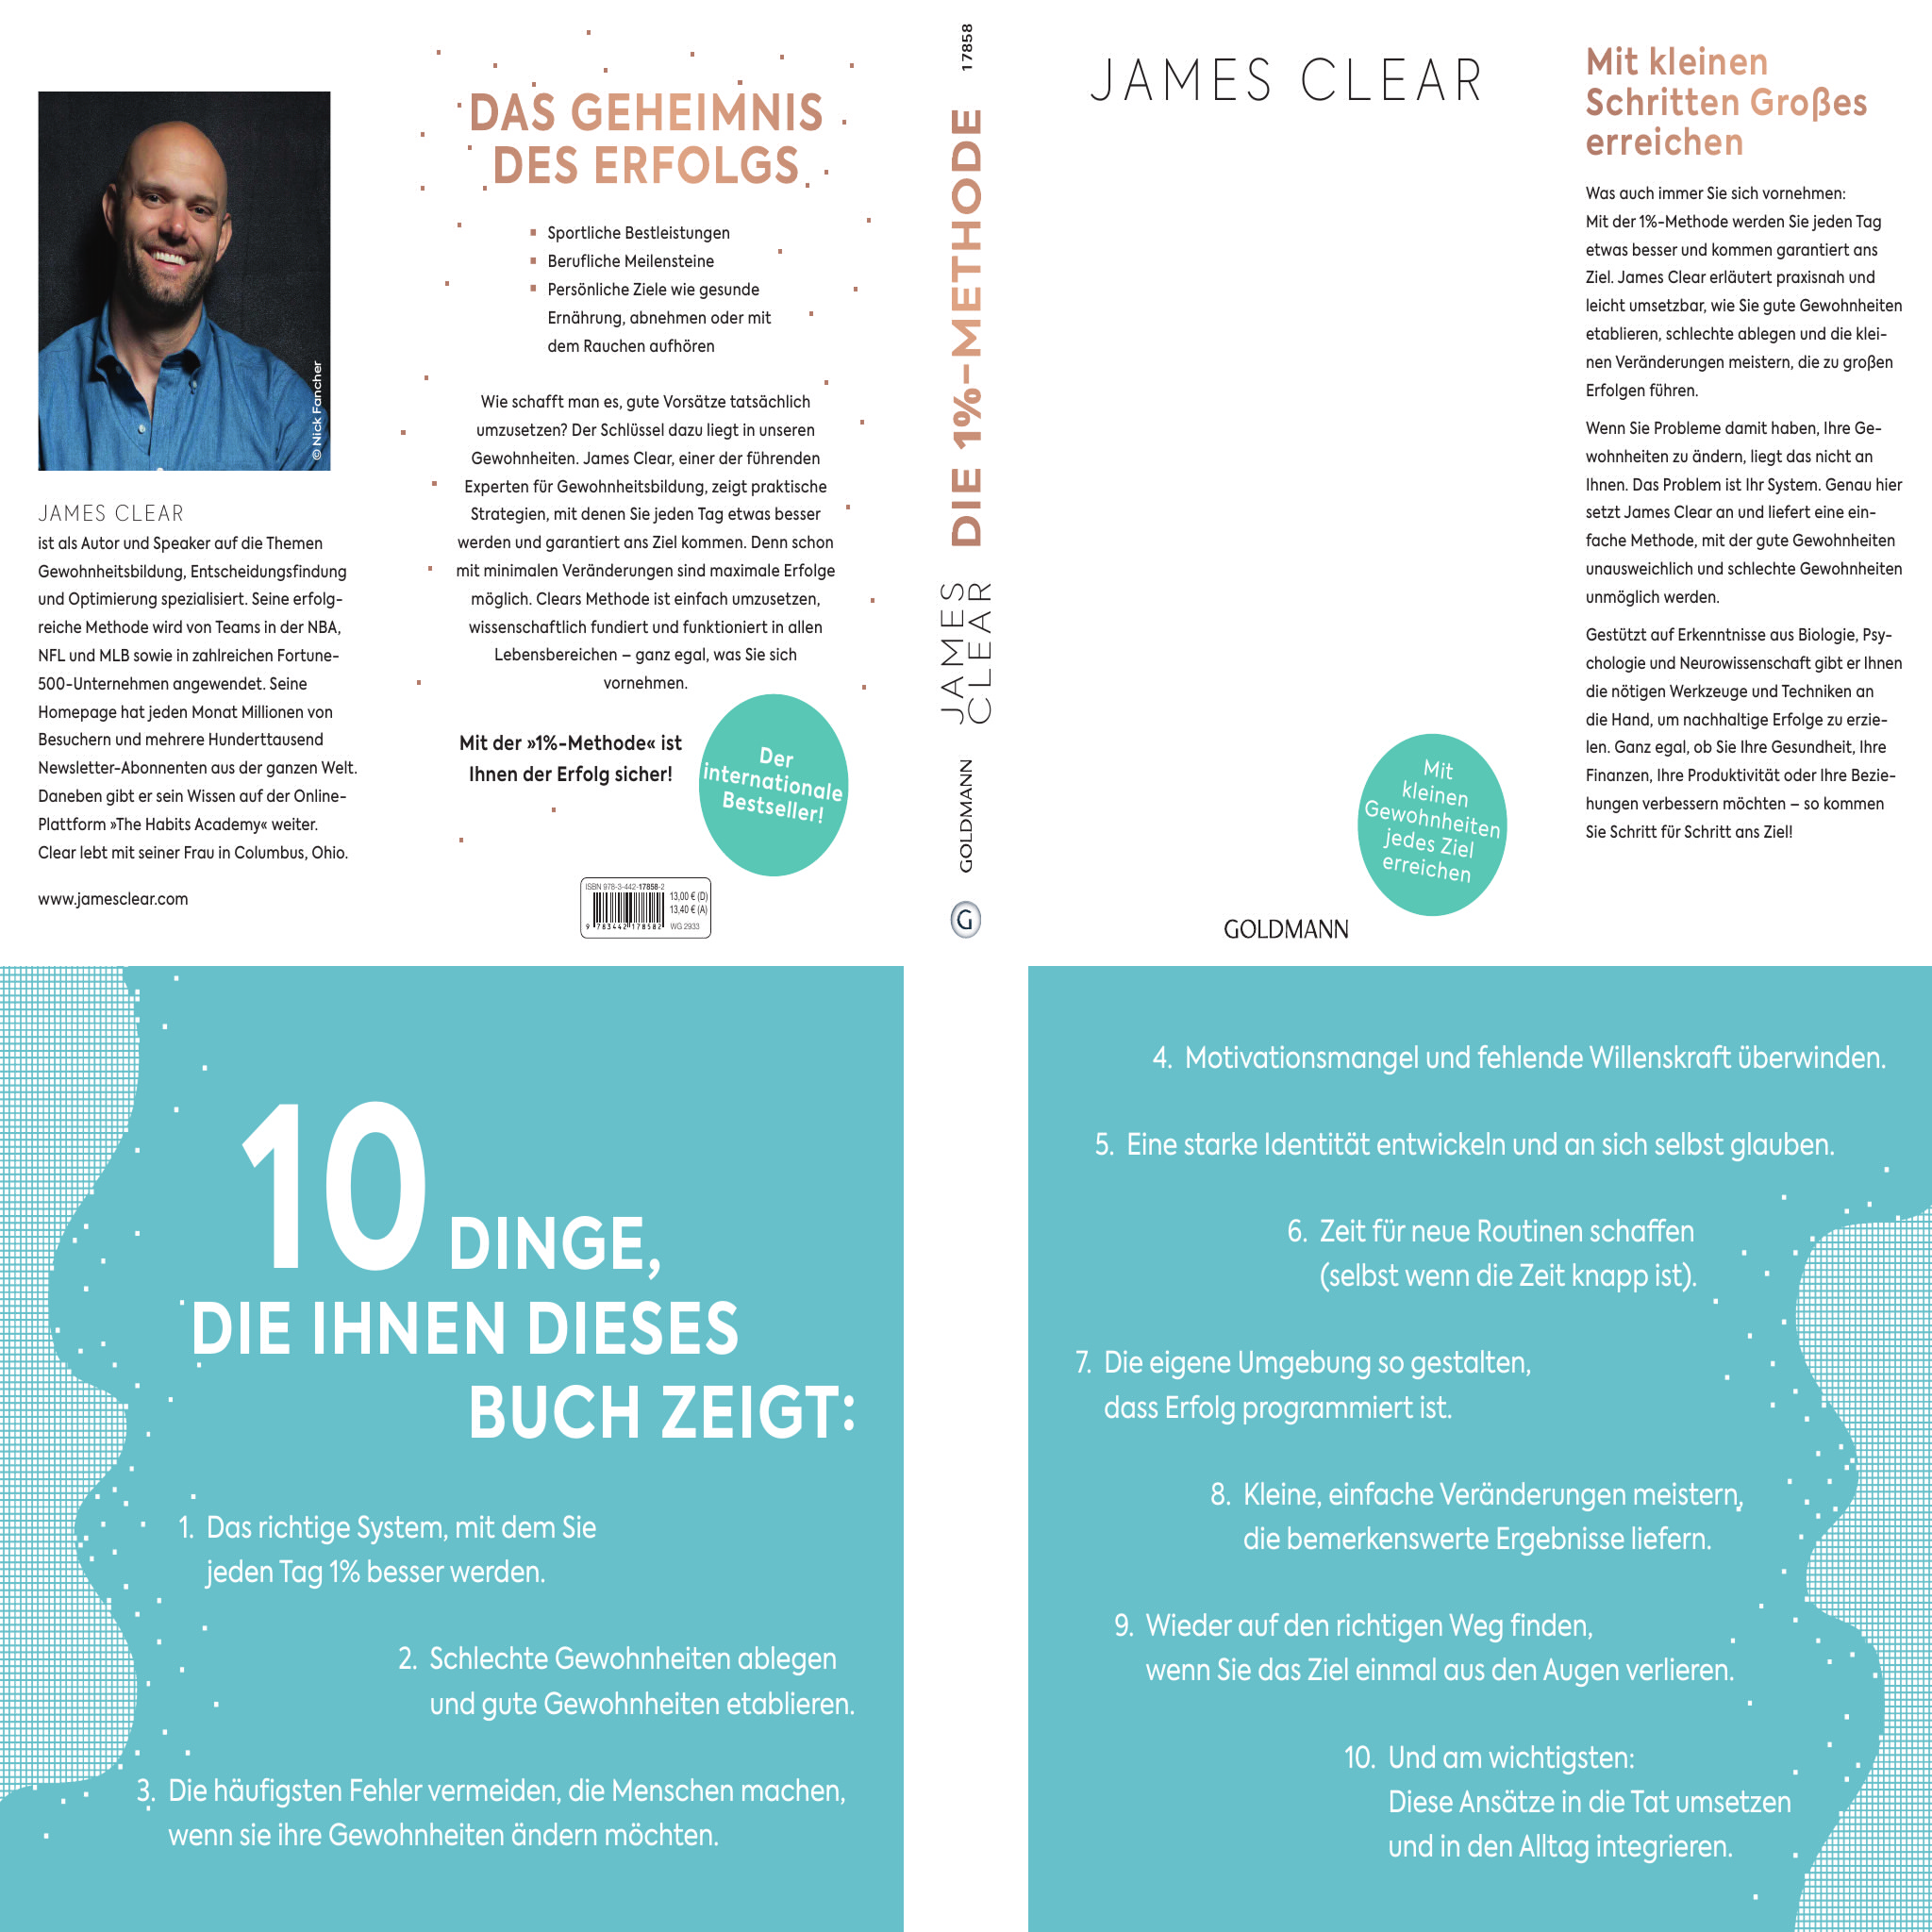 © Nick Fancher
JAMES CLEAR
ist als Autor und Speaker auf die Themen
Gewohnheitsbildung, Entscheidungsfindung
und Optimierung spezialisiert. Seine erfolg-
reiche Methode wird von Teams in der NBA,
NFL und MLB sowie in zahlreichen Fortune-
500-Unternehmen angewendet. Seine
Homepage hat jeden Monat Millionen von
Besuchern und mehrere Hunderttausend
Newsletter-Abonnenten aus der ganzen Welt.
Daneben gibt er sein Wissen auf der Online-
Plattform »The Habits Academy« weiter.
Clear lebt mit seiner Frau in Columbus, Ohio.
www.jamesclear.com
DAS GEHEIMNIS
DES ERFOLGS
Sportliche Bestleistungen
Berufliche Meilensteine
Persönliche Ziele wie gesunde
Ernährung, abnehmen oder mit
dem Rauchen aufhören
Wie schafft man es, gute Vorsätze tatsächlich
umzusetzen? Der Schlüssel dazu liegt in unseren
Gewohnheiten. James Clear, einer der führenden
Experten für Gewohnheitsbildung, zeigt praktische
Strategien, mit denen Sie jeden Tag etwas besser
werden und garantiert ans Ziel kommen. Denn schon
mit minimalen Veränderungen sind maximale Erfolge
möglich. Clears Methode ist einfach umzusetzen,
wissenschaftlich fundiert und funktioniert in allen
Lebensbereichen – ganz egal, was Sie sich
vornehmen.
Mit der »1%-Methode« ist
Ihnen der Erfolg sicher!
Der
internationale
Bestseller!
ISBN 978-3-442-17858-2
13,00 € (D)
13,40 € (A)
WG 2933
9 783442 178582
17858
DIE 1%-METHODE
JAMES
CLEAR
GOLDMANN
G
JAMES CLEAR
Mit
kleinen
Gewohnheiten
jedes Ziel
erreichen
GOLDMANN
Mit kleinen
Schritten Großes
erreichen
Was auch immer Sie sich vornehmen:
Mit der 1%-Methode werden Sie jeden Tag
etwas besser und kommen garantiert ans
Ziel. James Clear erläutert praxisnah und
leicht umsetzbar, wie Sie gute Gewohnheiten
etablieren, schlechte ablegen und die klei-
nen Veränderungen meistern, die zu großen
Erfolgen führen.
Wenn Sie Probleme damit haben, Ihre Ge-
wohnheiten zu ändern, liegt das nicht an
Ihnen. Das Problem ist Ihr System. Genau hier
setzt James Clear an und liefert eine ein-
fache Methode, mit der gute Gewohnheiten
unausweichlich und schlechte Gewohnheiten
unmöglich werden.
Gestützt auf Erkenntnisse aus Biologie, Psy-
chologie und Neurowissenschaft gibt er Ihnen
die nötigen Werkzeuge und Techniken an
die Hand, um nachhaltige Erfolge zu erzie-
len. Ganz egal, ob Sie Ihre Gesundheit, Ihre
Finanzen, Ihre Produktivität oder Ihre Bezie-
hungen verbessern möchten – so kommen
Sie Schritt für Schritt ans Ziel!
10 DINGE,
DIE IHNEN DIESES
BUCH ZEIGT:
1. Das richtige System, mit dem Sie
jeden Tag 1% besser werden.
2. Schlechte Gewohnheiten ablegen
und gute Gewohnheiten etablieren.
3. Die häufigsten Fehler vermeiden, die Menschen machen,
wenn sie ihre Gewohnheiten ändern möchten.
4. Motivationsmangel und fehlende Willenskraft überwinden.
5. Eine starke Identität entwickeln und an sich selbst glauben.
6. Zeit für neue Routinen schaffen
(selbst wenn die Zeit knapp ist).
7. Die eigene Umgebung so gestalten,
dass Erfolg programmiert ist.
8. Kleine, einfache Veränderungen meistern,
die bemerkenswerte Ergebnisse liefern.
9. Wieder auf den richtigen Weg finden,
wenn Sie das Ziel einmal aus den Augen verlieren.
10. Und am wichtigsten:
Diese Ansätze in die Tat umsetzen
und in den Alltag integrieren.